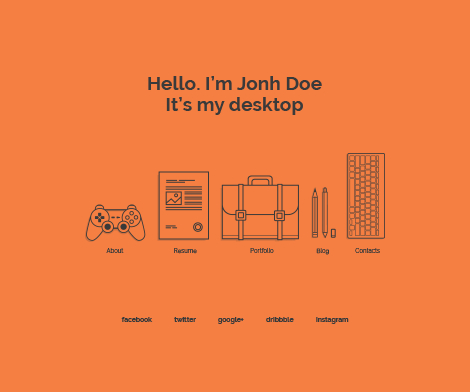 Hello. I'm Jonh Doe
It's my desktop
About Resume Portfolio Blog Contacts
facebook twitter google+ dribbble instagram